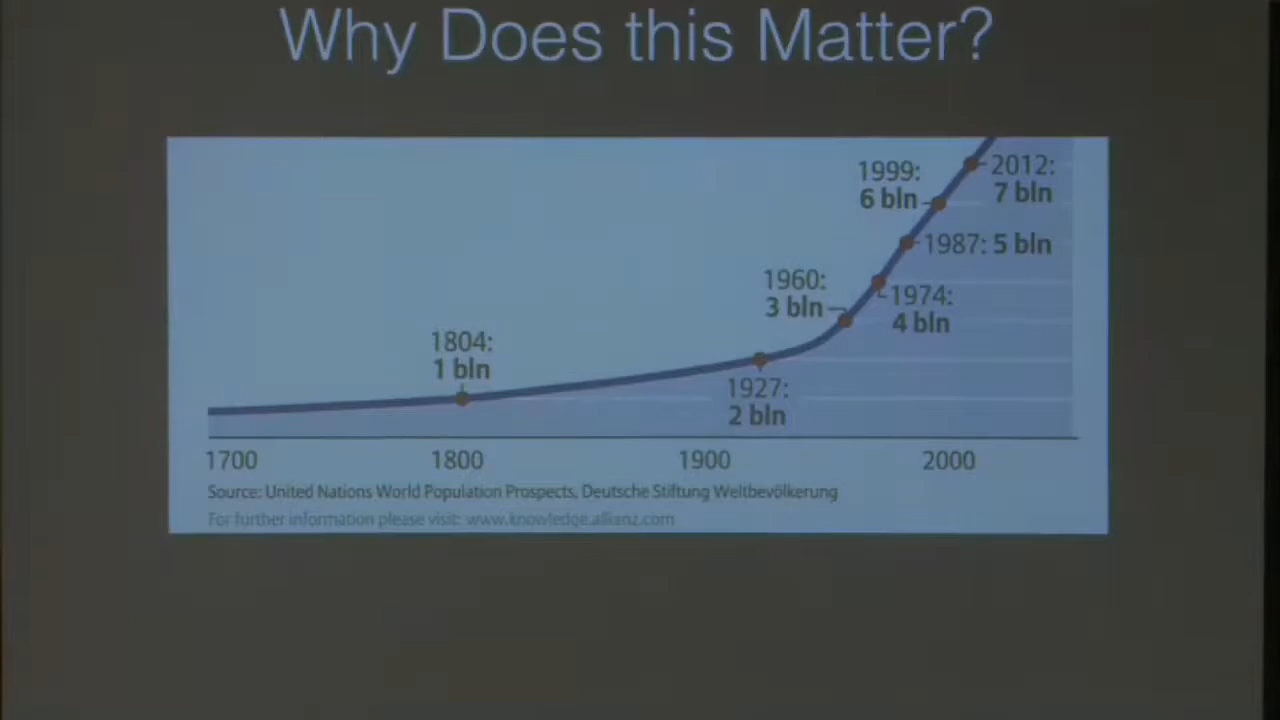 Why Does this Matter?
1999:
6 bln
2012:
7 bln
1987: 5 bln
1960:
3 bln
1974:
4 bln
1804:
1 bln
1927:
2 bln
1700 1800 1900 2000
Source: United Nations World Population Prospects, Deutsche Stiftung Weltbevölkerung
For further information please visit: www.knowledge.allianz.com